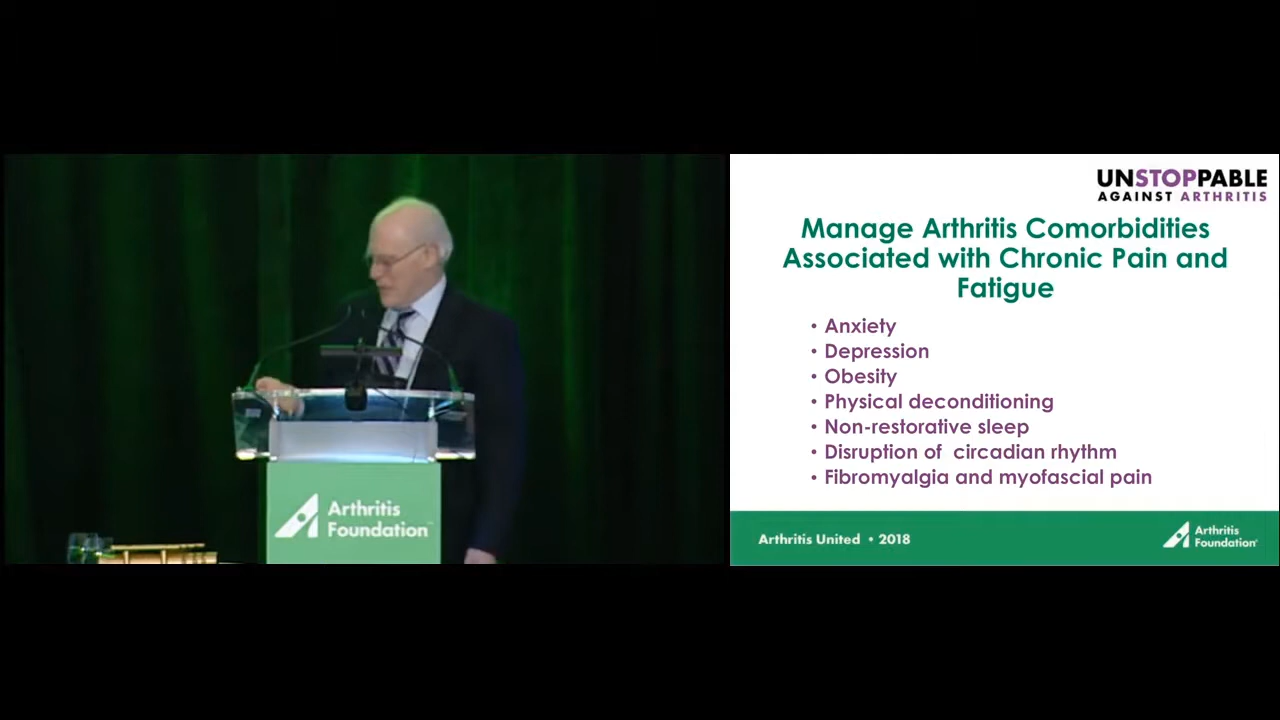 Arthritis
Foundation
UNSTOPPABLE
AGAINST ARTHRITIS
Manage Arthritis Comorbidities
Associated with Chronic Pain and
Fatigue
• Anxiety
• Depression
• Obesity
• Physical deconditioning
• Non-restorative sleep
• Disruption of  circadian rhythm
• Fibromyalgia and myofascial pain
Arthritis United • 2018
Arthritis
Foundation